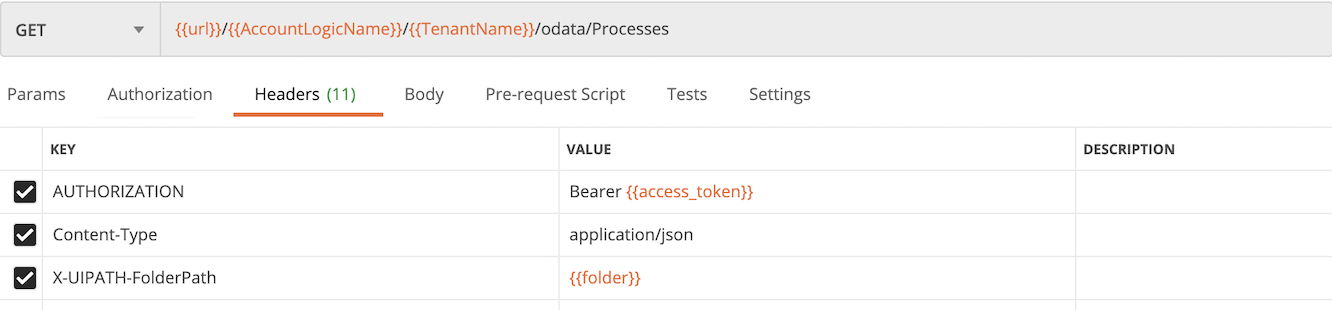 GET {{url}}/{{AccountLogicName}}/{{TenantName}}/odata/Processes
Params Authorization Headers (11) Body Pre-request Script Tests Settings
KEY VALUE DESCRIPTION
AUTHORIZATION Bearer {{access_token}}
Content-Type application/json
X-UIPATH-FolderPath {{folder}}